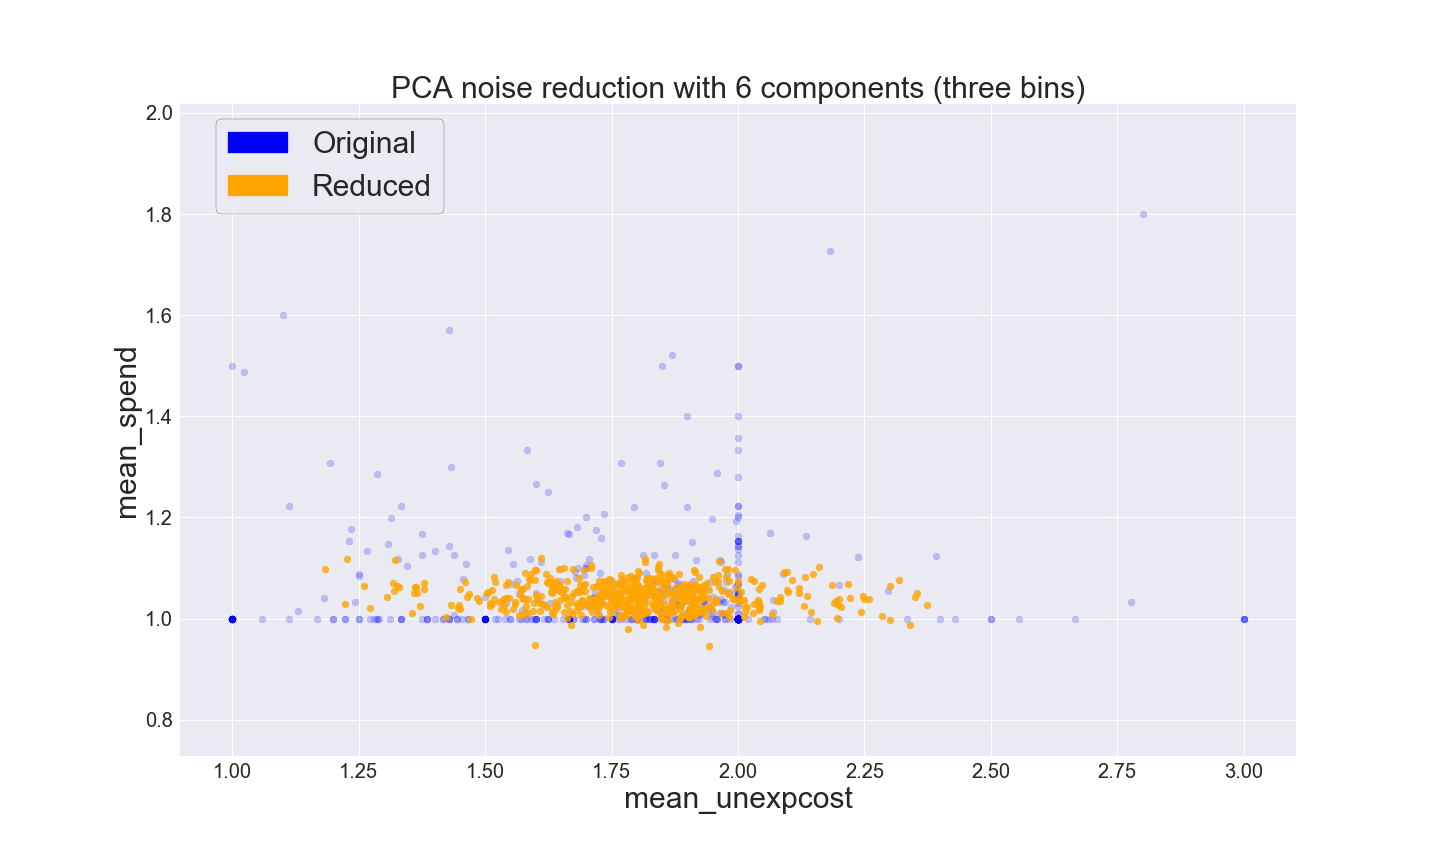 PCA noise reduction with 6 components (three bins)
Original
Reduced
mean_spend
2.0
1.8
1.6
1.4
1.2
1.0
0.8
1.00 1.25 1.50 1.75 2.00 2.25 2.50 2.75 3.00
mean_unexpcost